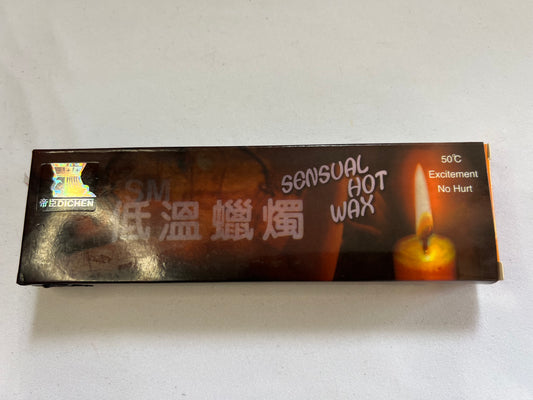 帝臣DICHEN
SM
低溫蠟燭
SENSUAL
HOT
WAX
50℃
Excitement
No Hurt